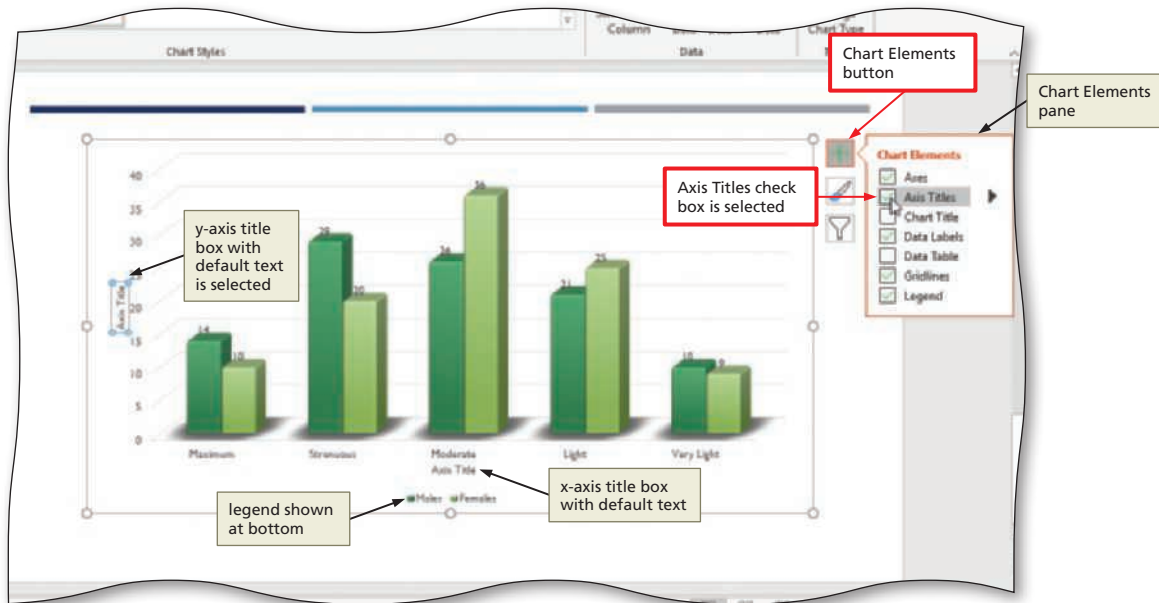 Column
Chart Type
Chart Styles
Data
Chart Elements
button
Chart Elements
pane
Chart Elements
Axes
Axis Titles
Chart Title
Data Labels
Data Table
Gridlines
Legend
Axis Titles check
box is selected
y-axis title
box with
default text
is selected
40
35
30
25
20
15
10
5
0
Axis Title
14
10
28
20
26
36
21
25
10
9
Maximum
Strenuous
Moderate
Light
Very Light
Axis Title
Males
Females
legend shown
at bottom
x-axis title box
with default text